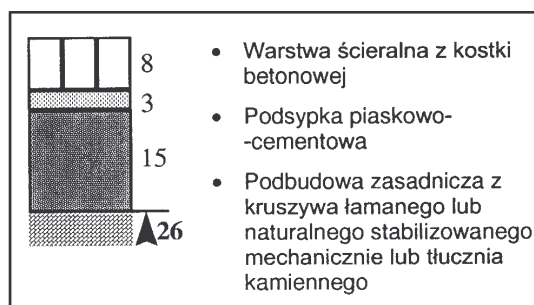 8
3
15
26
• Warstwa ścieralna z kostki
betonowej
• Podsypka piaskowo-
-cementowa
• Podbudowa zasadnicza z
kruszywa łamanego lub
naturalnego stabilizowanego
mechanicznie lub tłucznia
kamiennego